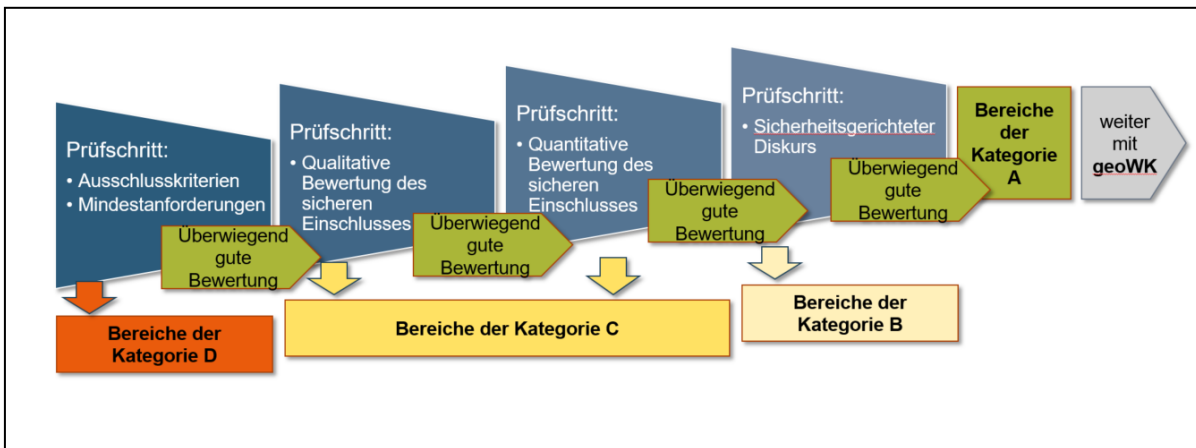 Prüfschritt:
• Ausschlusskriterien
• Mindestanforderungen
Überwiegend
gute
Bewertung
Bereiche der
Kategorie D
Prüfschritt:
• Qualitative
Bewertung des
sicheren
Einschlusses
Überwiegend
gute
Bewertung
Prüfschritt:
• Quantitative
Bewertung des
sicheren
Einschlusses
Überwiegend
gute
Bewertung
Bereiche der Kategorie C
Prüfschritt:
• Sicherheitsgerichteter
Diskurs
Überwiegend
gute
Bewertung
Bereiche der
Kategorie B
Bereiche
der
Kategorie
A
weiter
mit
geoWK